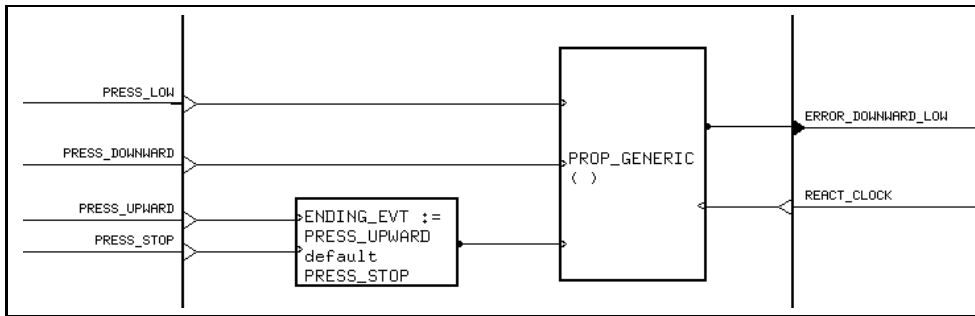 PRESS_LOW
PRESS_DOWNWARD
PRESS_UPWARD
PRESS_STOP
ENDING_EVT :=
PRESS_UPWARD
default
PRESS_STOP
PROP_GENERIC
( )
ERROR_DOWNWARD_LOW
REACT_CLOCK